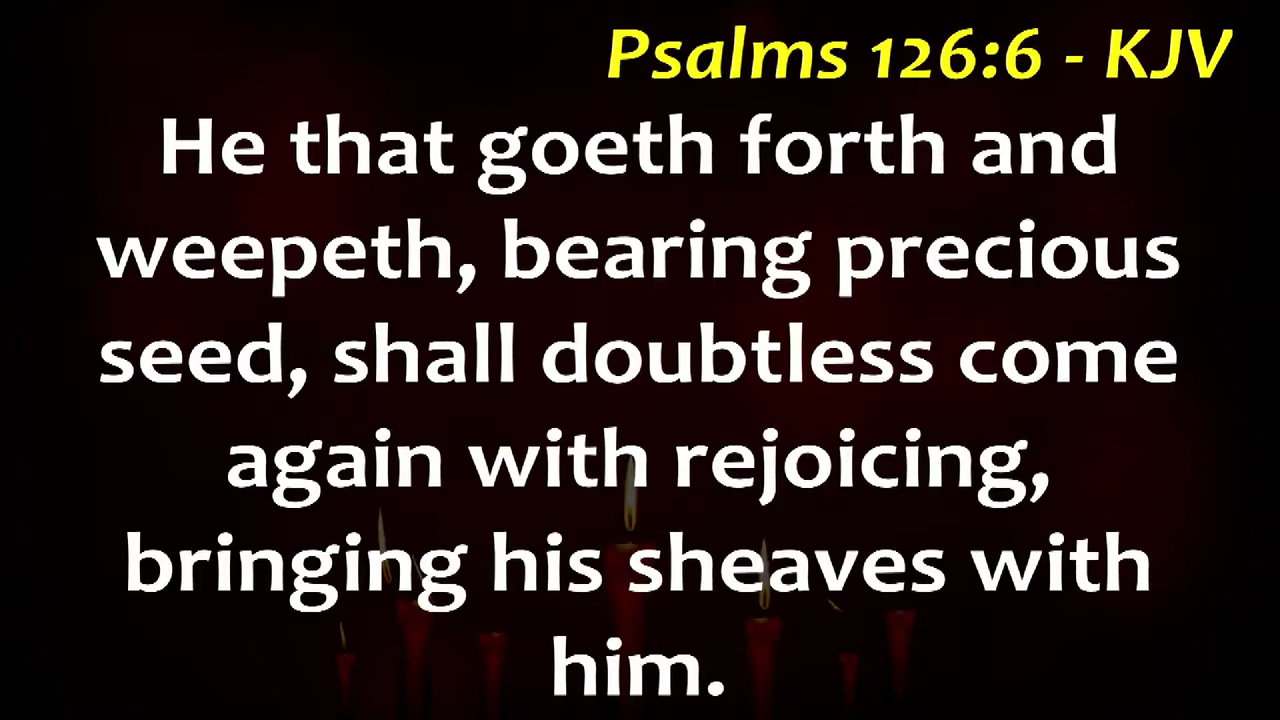 Psalms 126:6 - KJV
He that goeth forth and
weepeth, bearing precious
seed, shall doubtless come
again with rejoicing,
bringing his sheaves with
him.